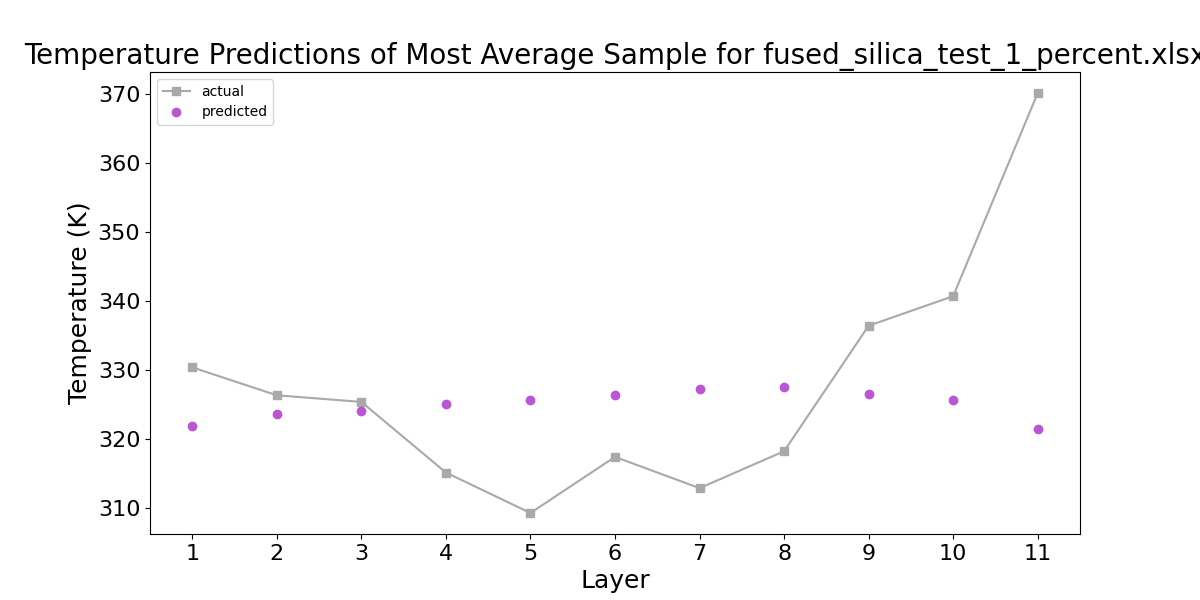 Temperature Predictions of Most Average Sample for fused_silica_test_1_percent.xlsx
actual
predicted
370
360
350
340
330
320
310
Temperature (K)
1 2 3 4 5 6 7 8 9 10 11
Layer